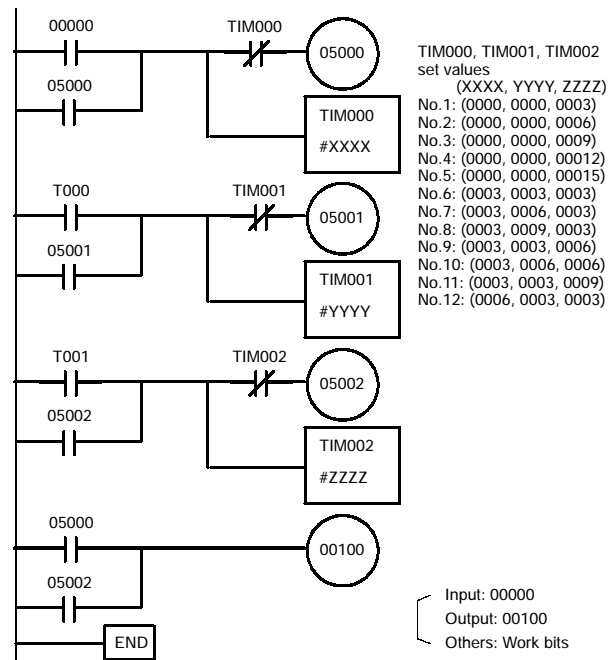 00000
TIM000
05000
05000
TIM000
#XXXX
T000
TIM001
05001
05001
TIM001
#YYYY
T001
TIM002
05002
05002
TIM002
#ZZZZ
05000
00100
05002
END
TIM000, TIM001, TIM002
set values
(XXXX, YYYY, ZZZZ)
No.1: (0000, 0000, 0003)
No.2: (0000, 0000, 0006)
No.3: (0000, 0000, 0009)
No.4: (0000, 0000, 00012)
No.5: (0000, 0000, 00015)
No.6: (0003, 0003, 0003)
No.7: (0003, 0006, 0003)
No.8: (0003, 0009, 0003)
No.9: (0003, 0003, 0006)
No.10: (0003, 0006, 0006)
No.11: (0003, 0003, 0009)
No.12: (0006, 0003, 0003)
Input: 00000
Output: 00100
Others: Work bits